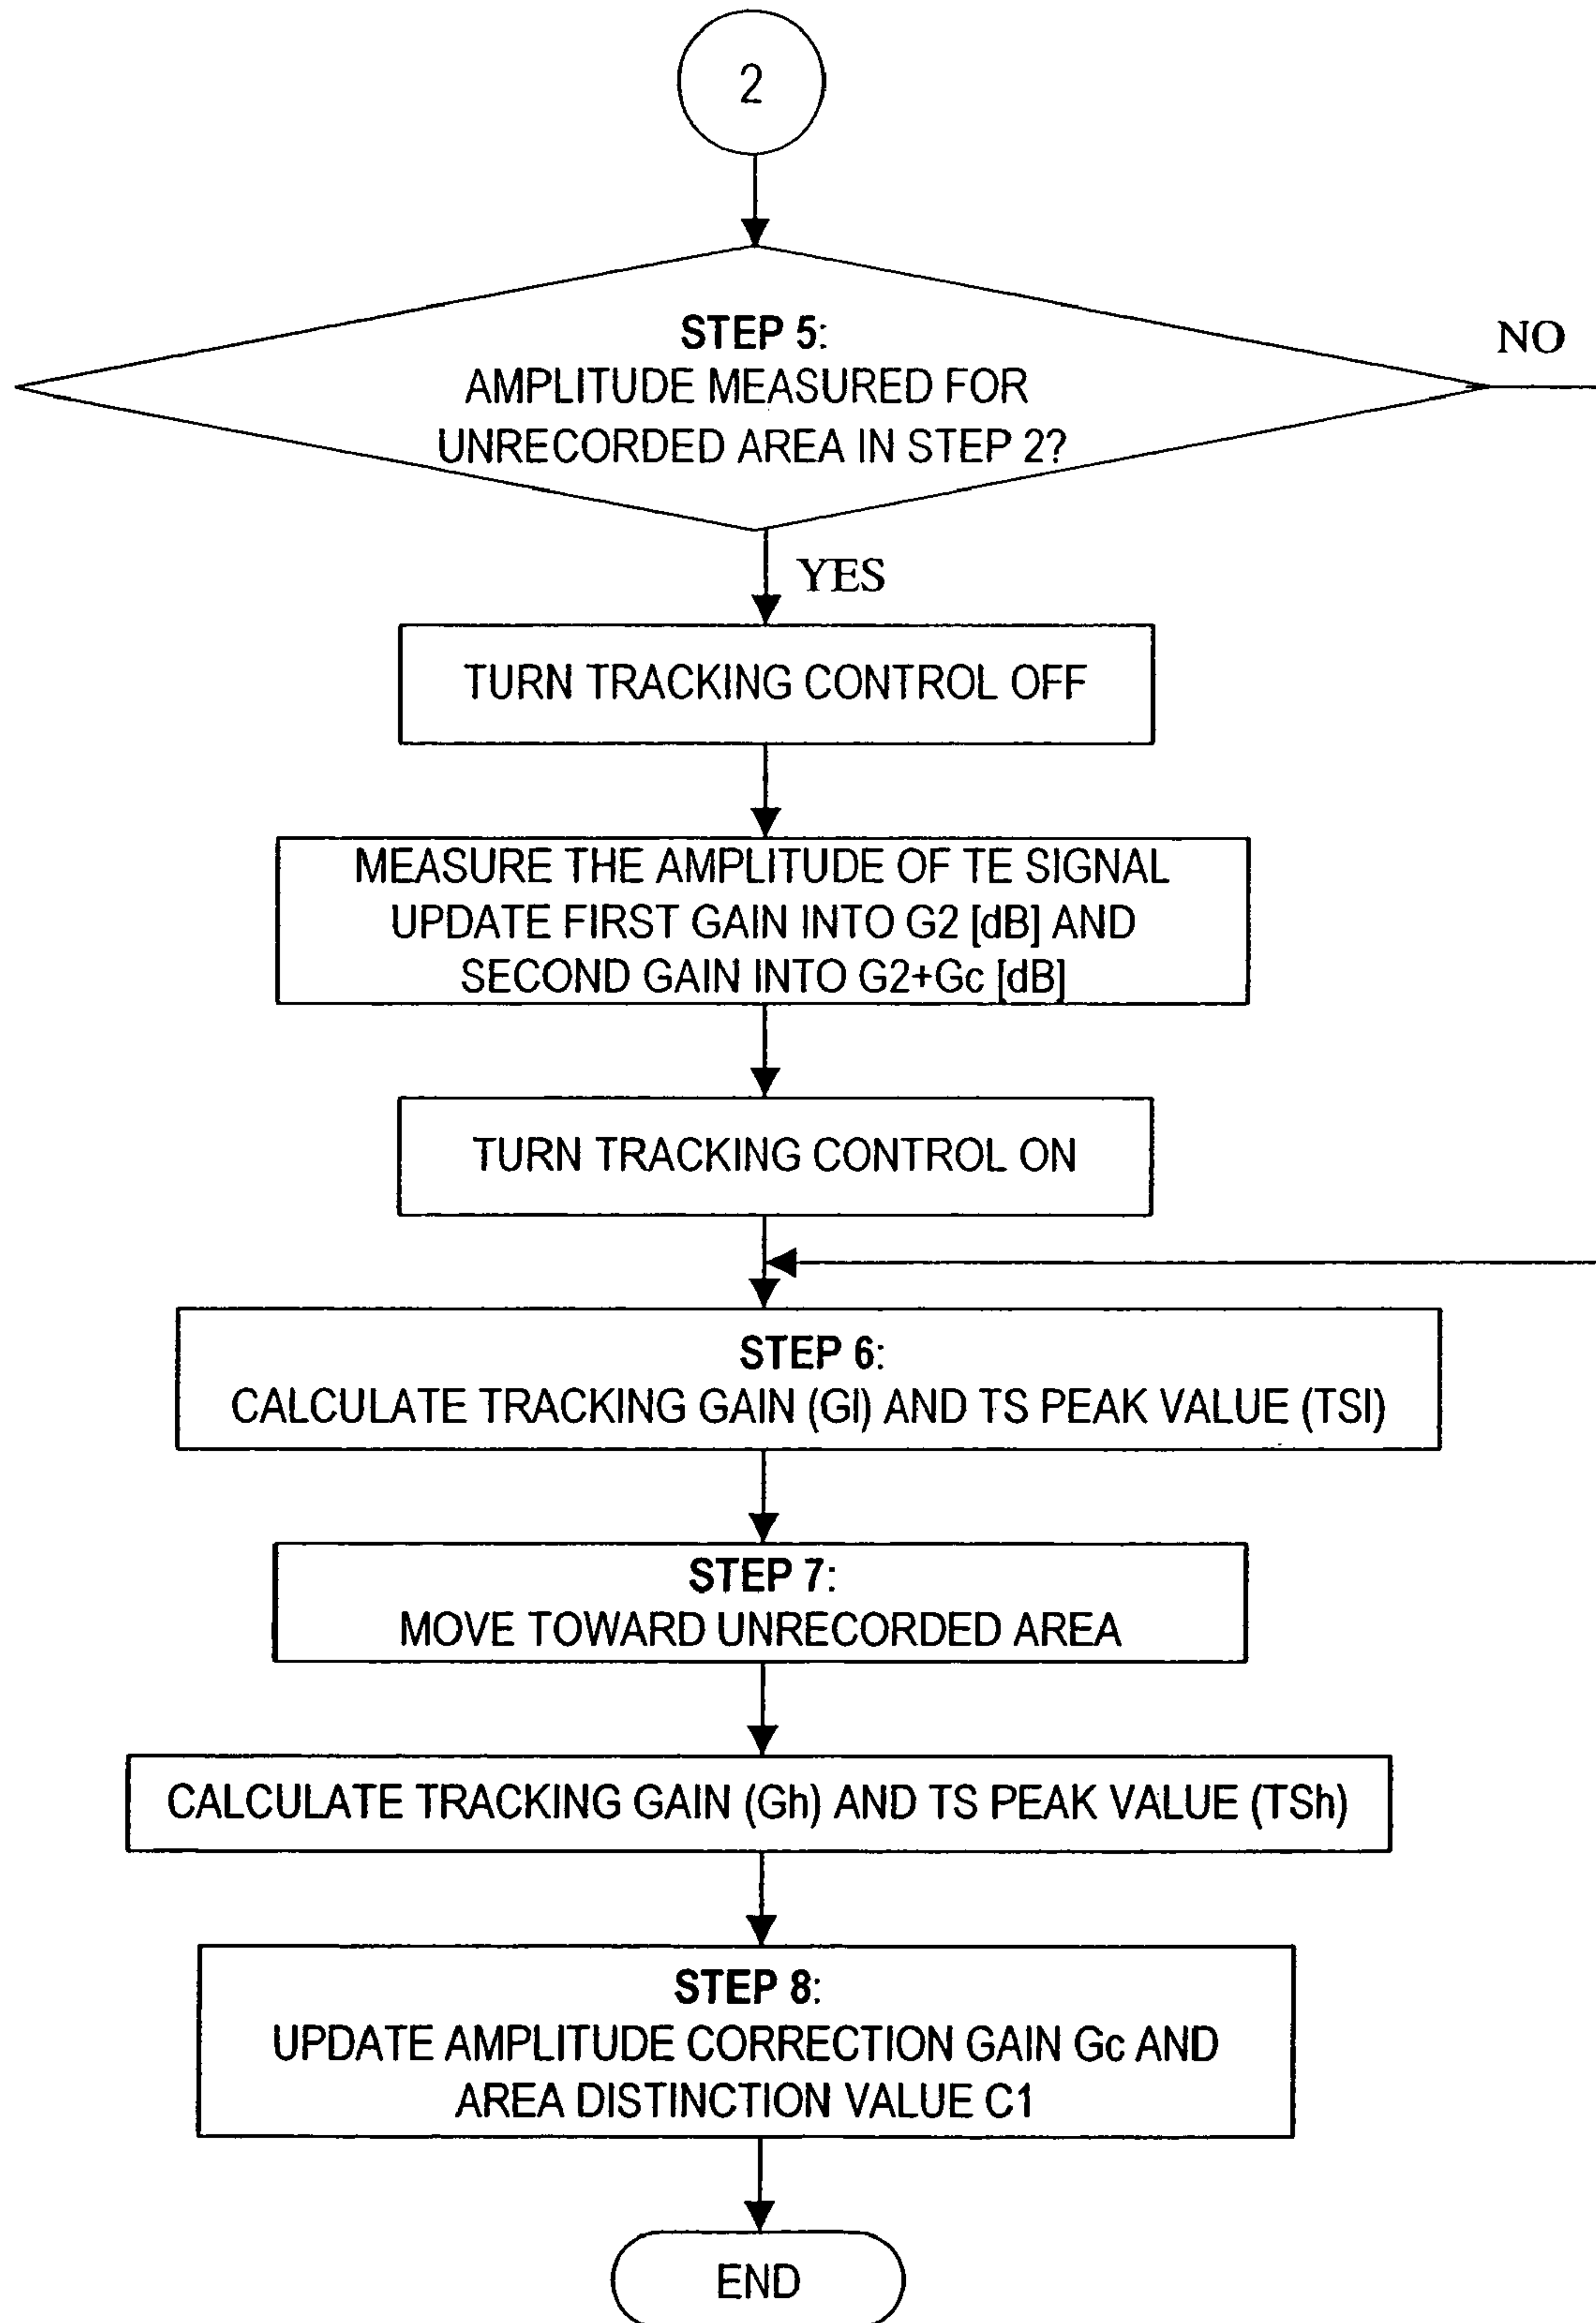 2
STEP 5:
AMPLITUDE MEASURED FOR
UNRECORDED AREA IN STEP 2?
NO
YES
TURN TRACKING CONTROL OFF
MEASURE THE AMPLITUDE OF TE SIGNAL
UPDATE FIRST GAIN INTO G2 [dB] AND
SECOND GAIN INTO G2+Gc [dB]
TURN TRACKING CONTROL ON
STEP 6:
CALCULATE TRACKING GAIN (Gl) AND TS PEAK VALUE (TSl)
STEP 7:
MOVE TOWARD UNRECORDED AREA
CALCULATE TRACKING GAIN (Gh) AND TS PEAK VALUE (TSh)
STEP 8:
UPDATE AMPLITUDE CORRECTION GAIN Gc AND
AREA DISTINCTION VALUE C1
END